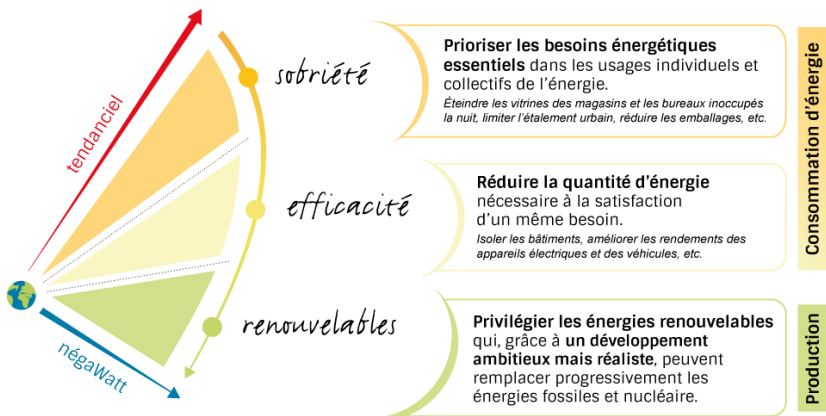 tendanciel
négaWatt
sobriété
Prioriser les besoins énergétiques
essentiels dans les usages individuels et
collectifs de l'énergie.
Éteindre les vitrines des magasins et les bureaux inoccupés
la nuit, limiter l'étalement urbain, réduire les emballages, etc.
efficacité
Réduire la quantité d'énergie
nécessaire à la satisfaction
d'un même besoin.
Isoler les bâtiments, améliorer les rendements des
appareils électriques et des véhicules, etc.
Consommation d'énergie
renouvelables
Privilégier les énergies renouvelables
qui, grâce à un développement
ambitieux mais réaliste, peuvent
remplacer progressivement les
énergies fossiles et nucléaire.
Production